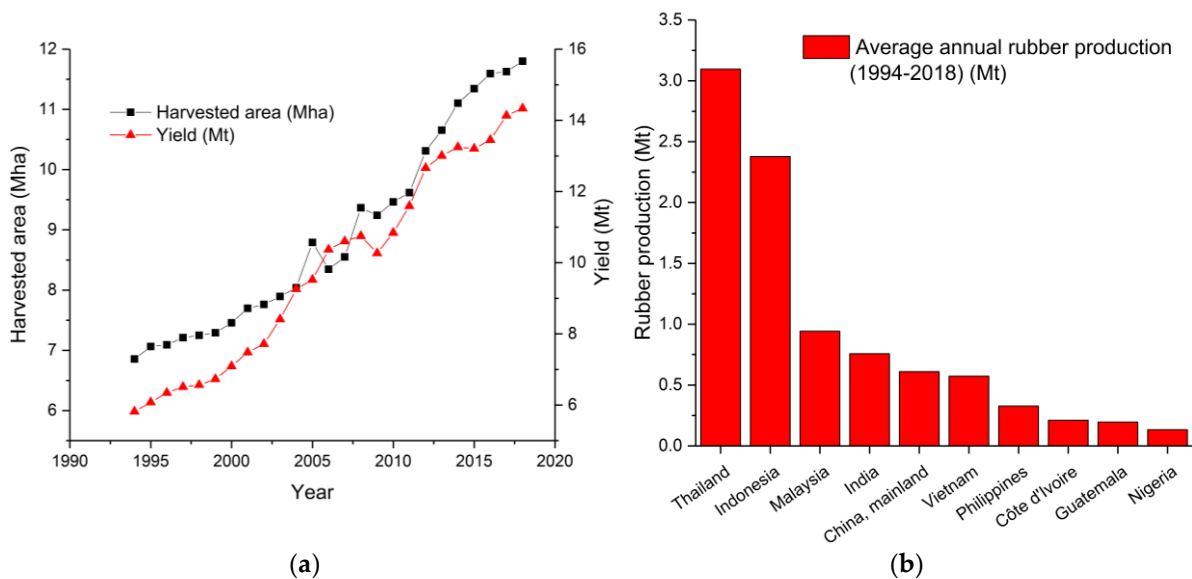 12
11
10
9
8
7
6
Harvested area (Mha)
Harvested area (Mha)
Yield (Mt)
16
14
12
10
8
6
Yield (Mt)
1990 1995 2000 2005 2010 2015 2020
Year
(a)
3.5
3.0
2.5
2.0
1.5
1.0
0.5
0.0
Rubber production (Mt)
Average annual rubber production
(1994-2018) (Mt)
Thailand
Indonesia
Malaysia
India
China, mainland
Vietnam
Philippines
Côte d'Ivoire
Guatemala
Nigeria
(b)